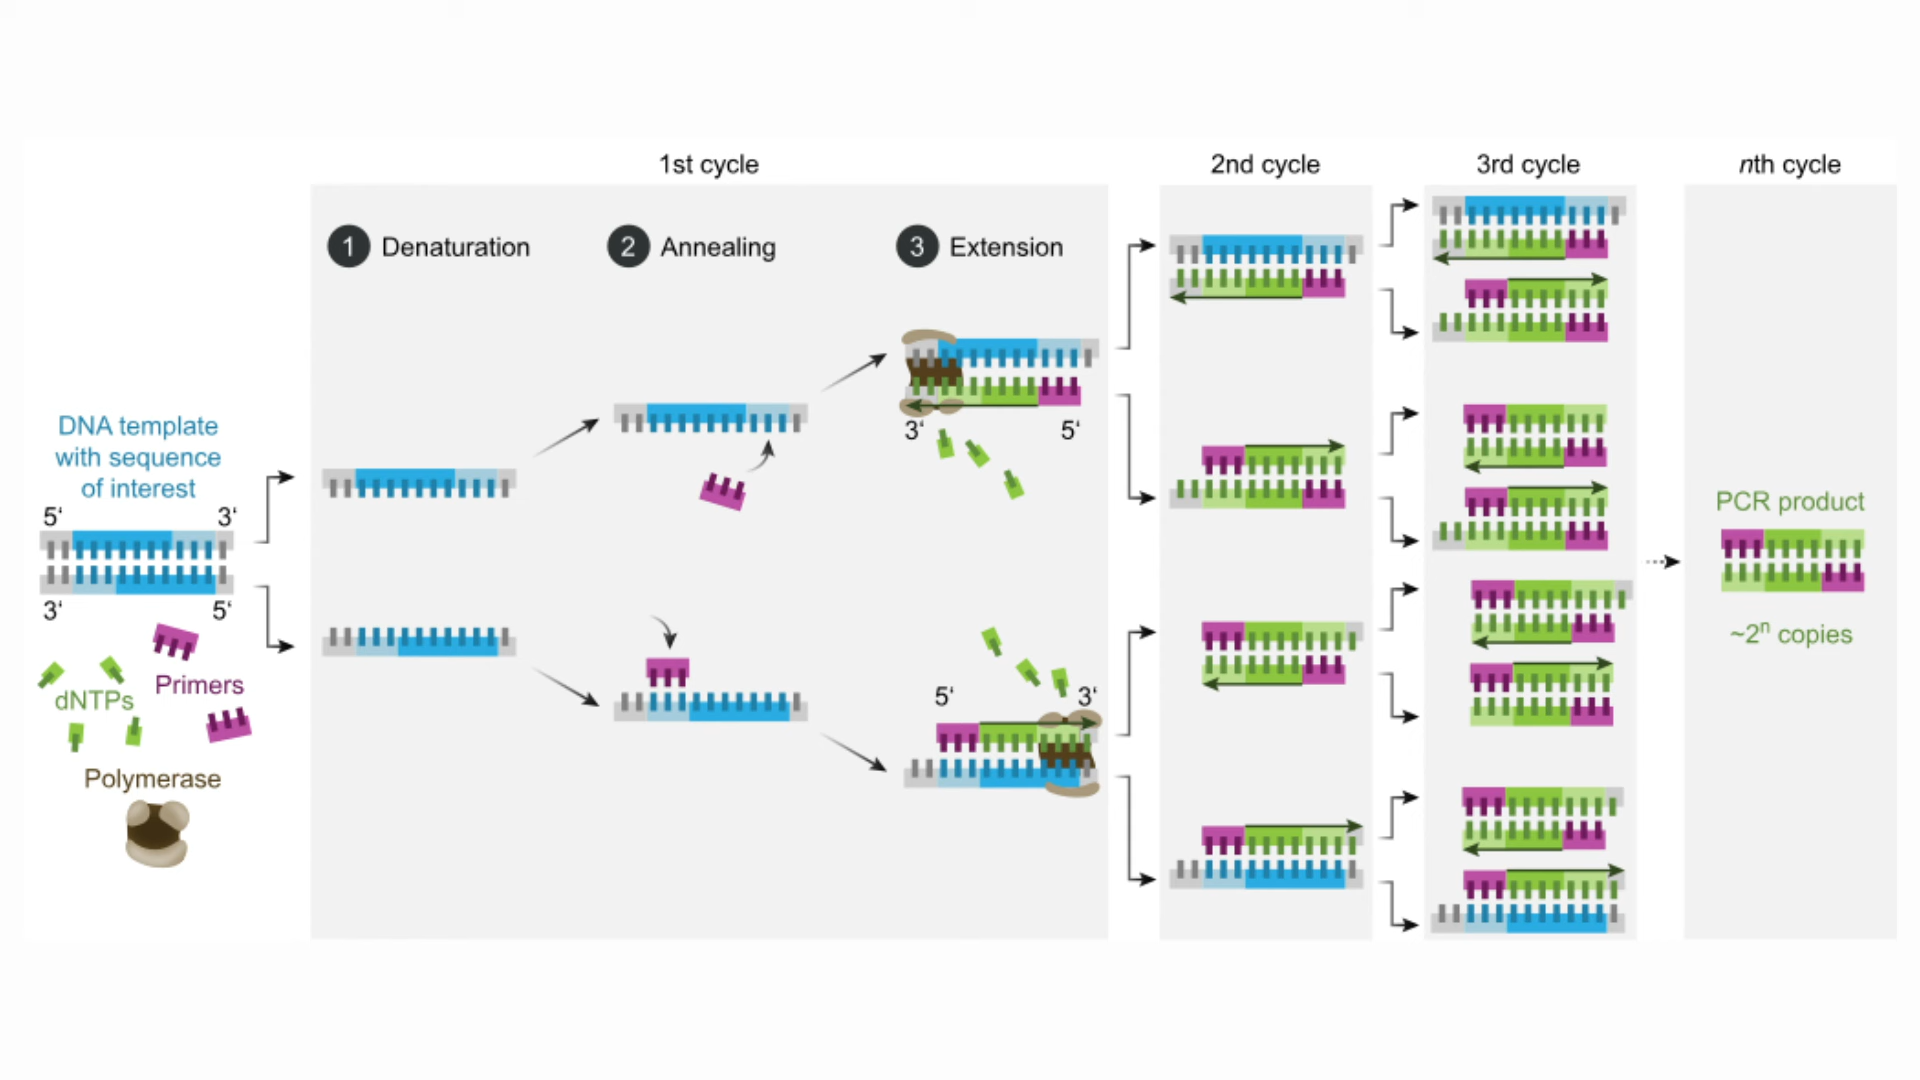 1st cycle
2nd cycle
3rd cycle
nth cycle
1 Denaturation
2 Annealing
3 Extension
DNA template
with sequence
of interest
5‘ 3‘
3‘ 5‘
Primers
dNTPs
Polymerase
3‘ 5‘
5‘ 3‘
PCR product
~2ⁿ copies